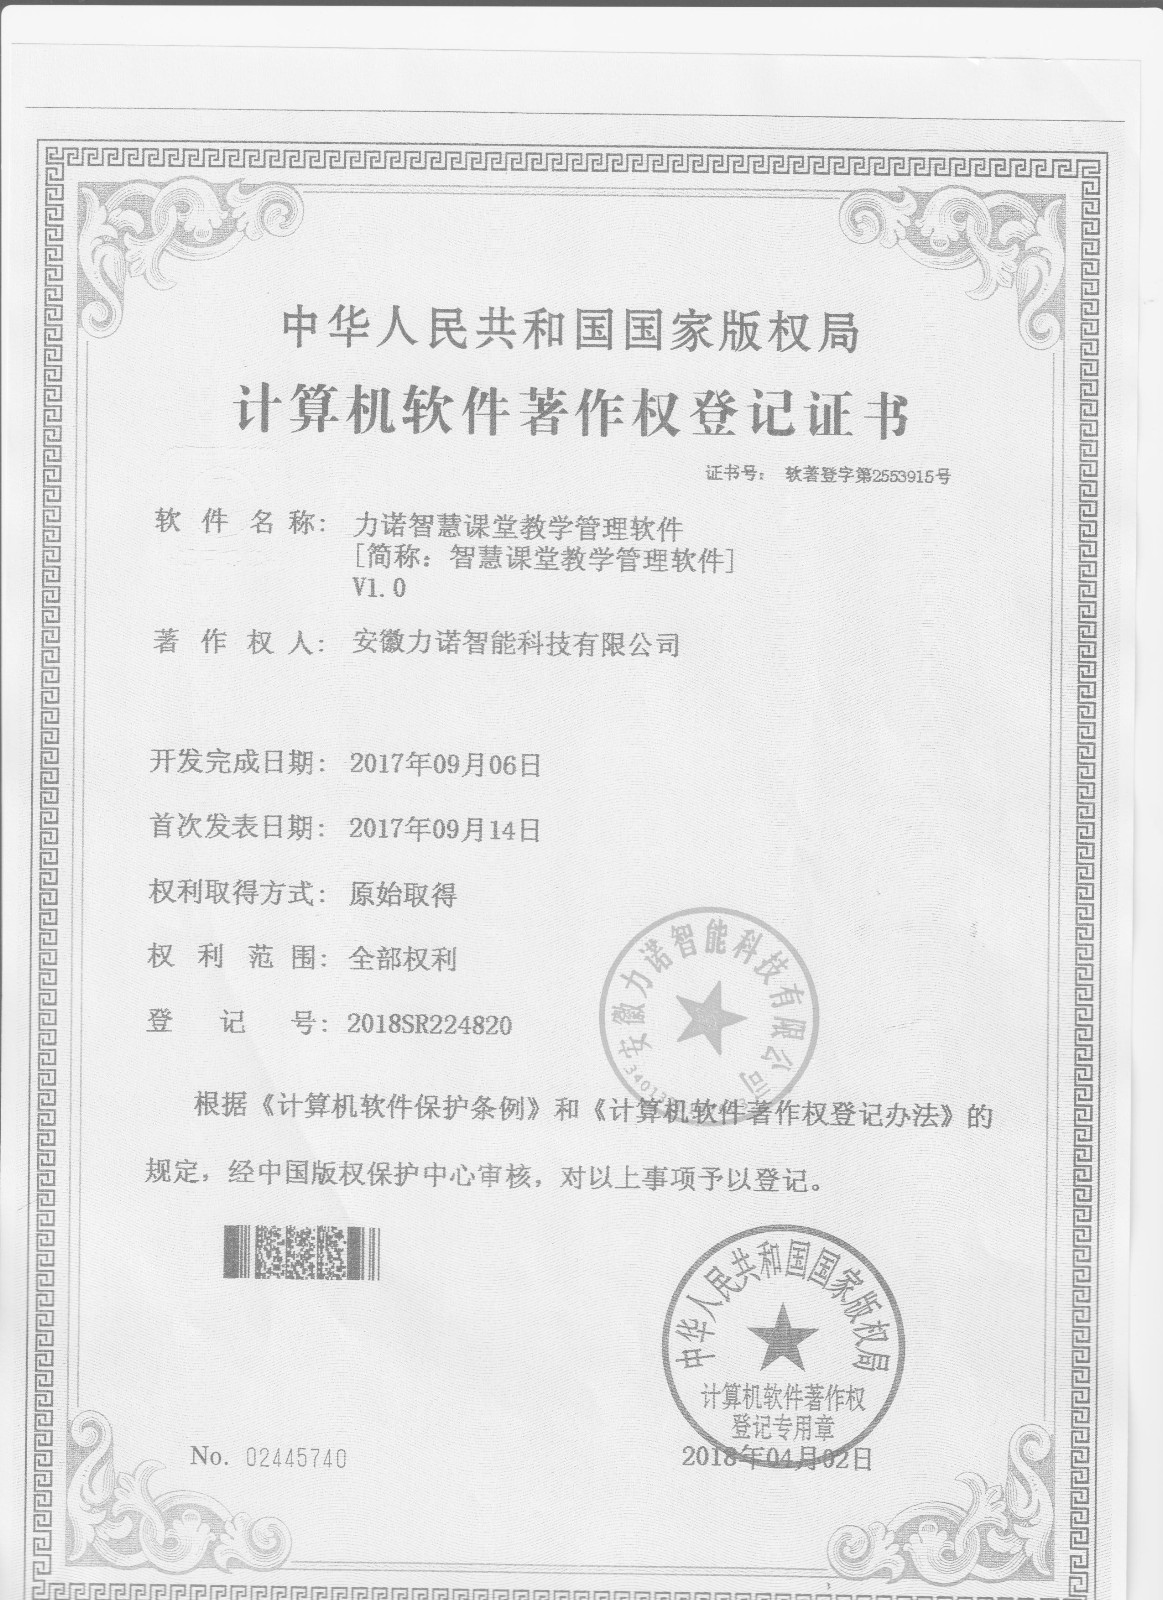 中华人民共和国国家版权局
计算机软件著作权登记证书
证书号： 软著登字第2553915号
软件名称： 力诺智慧课堂教学管理软件
[简称：智慧课堂教学管理软件]
V1.0
著作权人： 安徽力诺智能科技有限公司
开发完成日期： 2017年09月06日
首次发表日期： 2017年09月14日
权利取得方式： 原始取得
权利范围： 全部权利
登记号： 2018SR224820
安徽力诺智能科技有限公司
根据《计算机软件保护条例》和《计算机软件著作权登记办法》的
规定，经中国版权保护中心审核，对以上事项予以登记。
中华人民共和国国家版权局
计算机软件著作权
登记专用章
No. 02445740
2018年04月02日